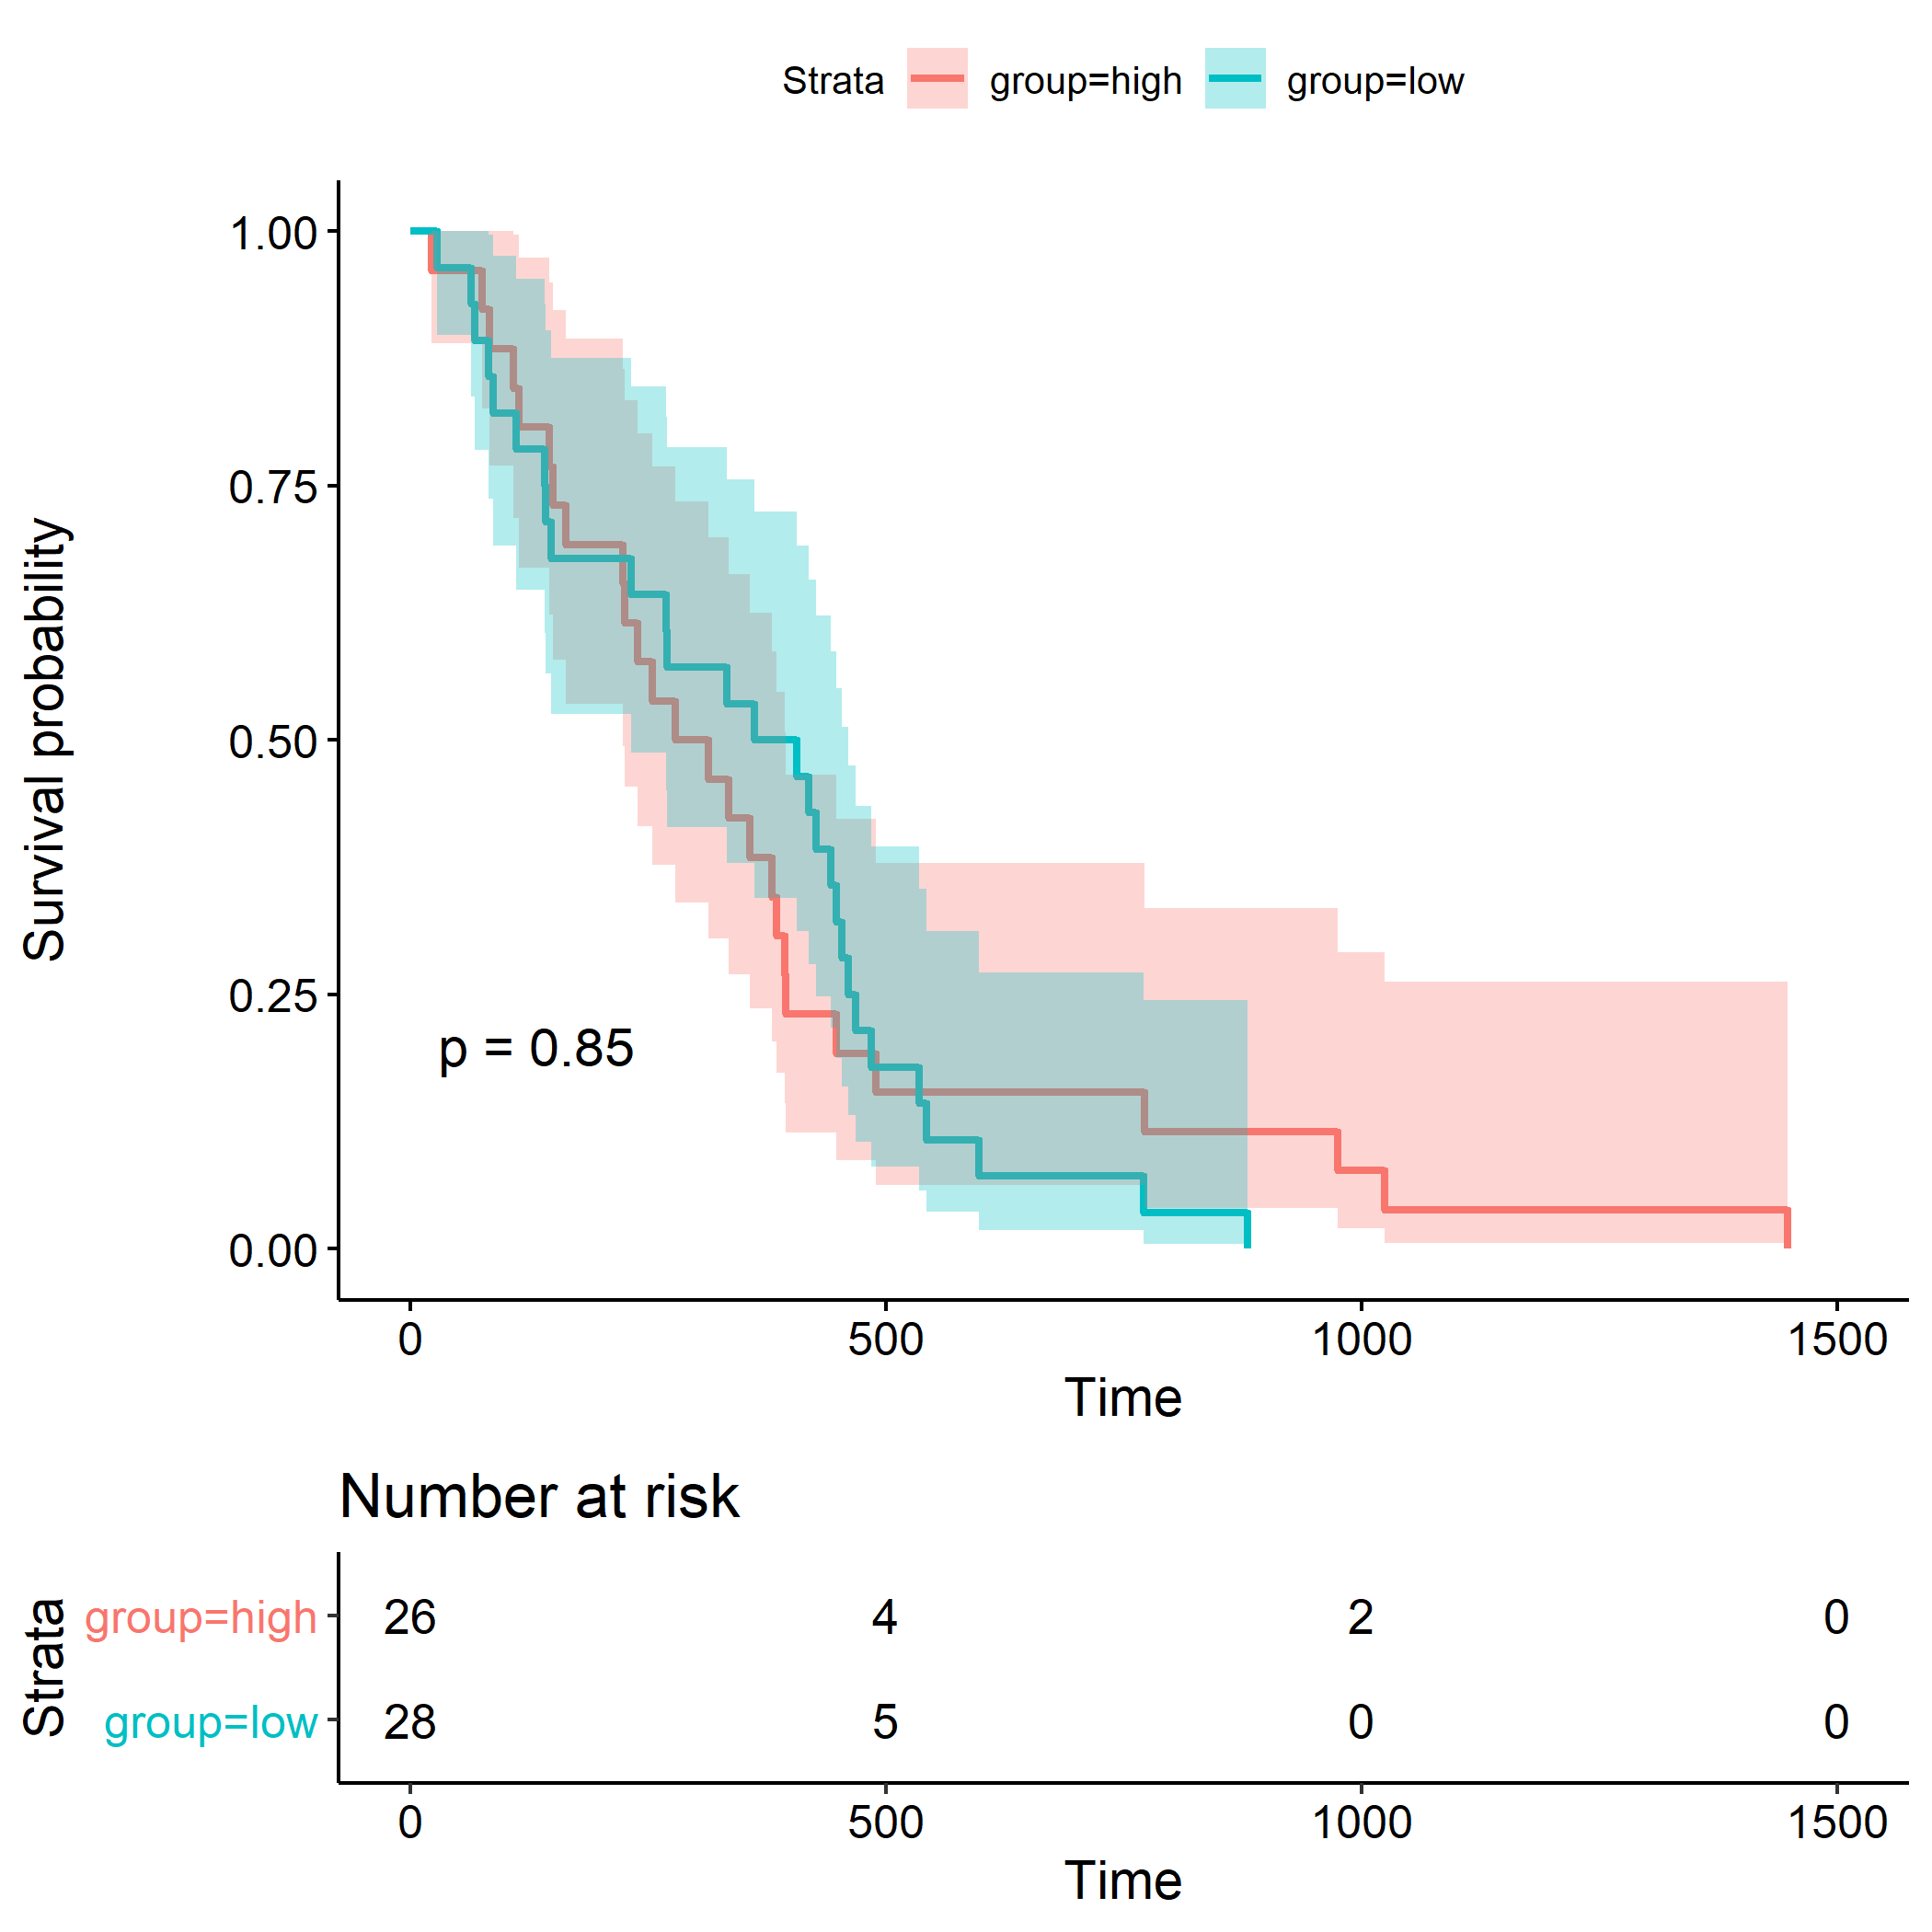 Strata group=high group=low
Survival probability
1.00
0.75
0.50
0.25
0.00
p = 0.85
0 500 1000 1500
Time
Number at risk
Strata
group=high 26 4 2 0
group=low 28 5 0 0
0 500 1000 1500
Time